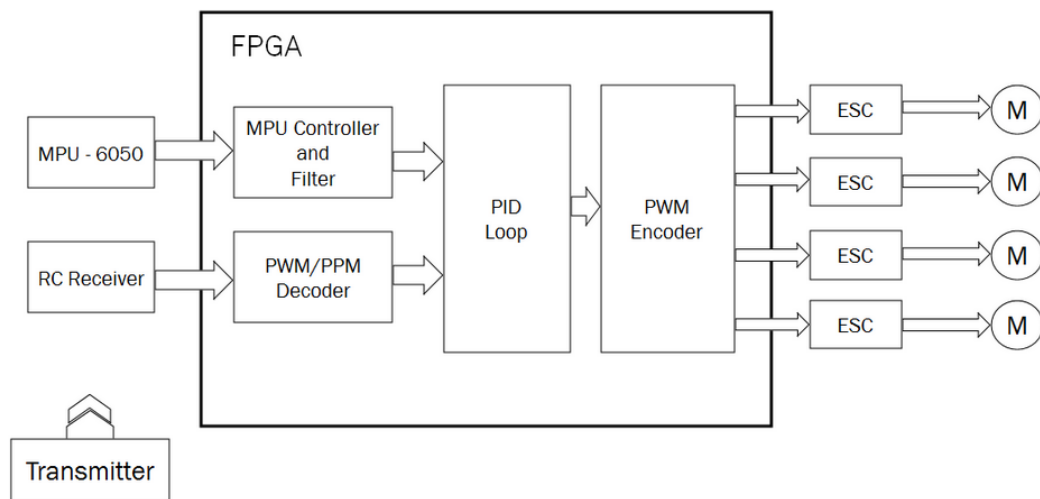 FPGA
MPU - 6050
MPU Controller
and
Filter
RC Receiver
PWM/PPM
Decoder
PID
Loop
PWM
Encoder
ESC
M
ESC
M
ESC
M
ESC
M
Transmitter